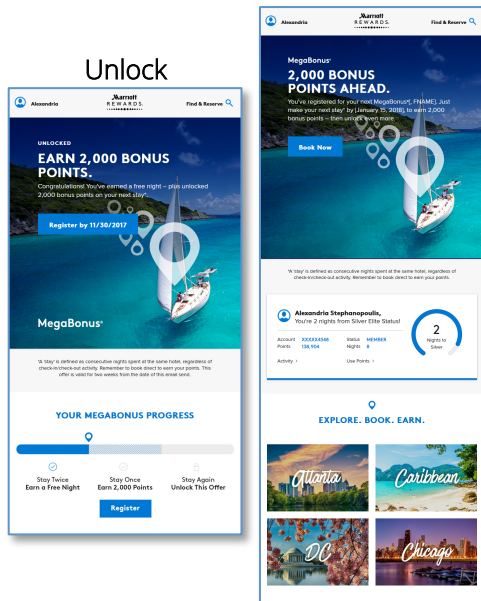 Unlock
Alexandria
Marriott
REWARDS.
Find & Reserve
UNLOCKED
EARN 2,000 BONUS
POINTS.
Congratulations! You've earned a free night – plus unlocked
2,000 bonus points on your next stay*.
Register by 11/30/2017
MegaBonus®
*A 'stay' is defined as consecutive nights spent at the same hotel, regardless of
check-in/check-out activity. Remember to book direct to earn your points. This
offer is valid for two weeks from the date of this email send.
YOUR MEGABONUS PROGRESS
Stay Twice
Earn a Free Night
Stay Once
Earn 2,000 Points
Stay Again
Unlock This Offer
Register
Alexandria
Marriott
REWARDS.
Find & Reserve
MegaBonus®
2,000 BONUS
POINTS AHEAD.
You've registered for your next MegaBonus®, [FNAME]. Just
make your next stay* by [January 15, 2018], to earn 2,000
bonus points – then unlock even more.
Book Now
*A 'stay' is defined as consecutive nights spent at the same hotel, regardless of
check-in/check-out activity. Remember to book direct to earn your points.
Alexandria Stephanopoulis,
You're 2 nights from Silver Elite Status!
Account XXXXX4546 Status MEMBER
Points 138,904 Nights 8
Activity > Use Points >
2
Nights to
Silver
EXPLORE. BOOK. EARN.
Atlanta
Caribbean
DC
Chicago